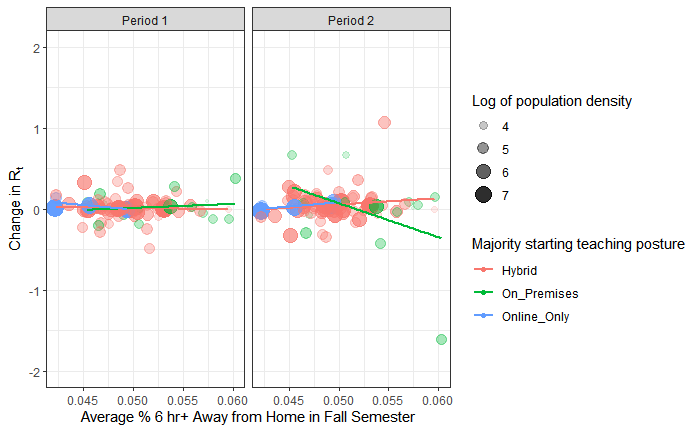 Period 1
Period 2
2
1
0
-1
-2
Change in Rt
0.045
0.050
0.055
0.060
0.045
0.050
0.055
0.060
Average % 6 hr+ Away from Home in Fall Semester
Log of population density
4
5
6
7
Majority starting teaching posture
Hybrid
On_Premises
Online_Only